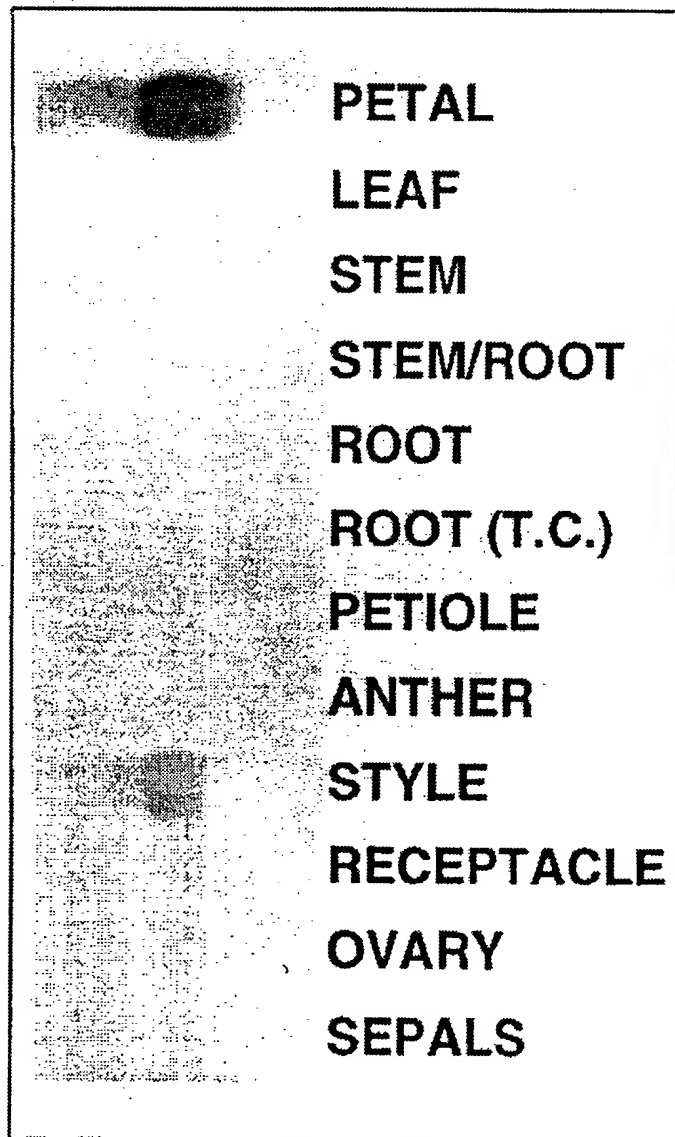 PETAL
LEAF
STEM
STEM/ROOT
ROOT
ROOT (T.C.)
PETIOLE
ANTHER
STYLE
RECEPTACLE
OVARY
SEPALS